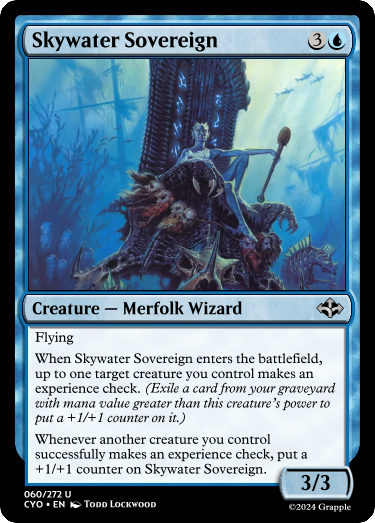 Skywater Sovereign 3
Creature — Merfolk Wizard
Flying
When Skywater Sovereign enters the battlefield,
up to one target creature you control makes an
experience check. (Exile a card from your graveyard
with mana value greater than this creature's power to
put a +1/+1 counter on it.)
Whenever another creature you control
successfully makes an experience check, put a
+1/+1 counter on Skywater Sovereign.
3/3
060/272 U
CYO • EN Todd Lockwood
©2024 Grapple